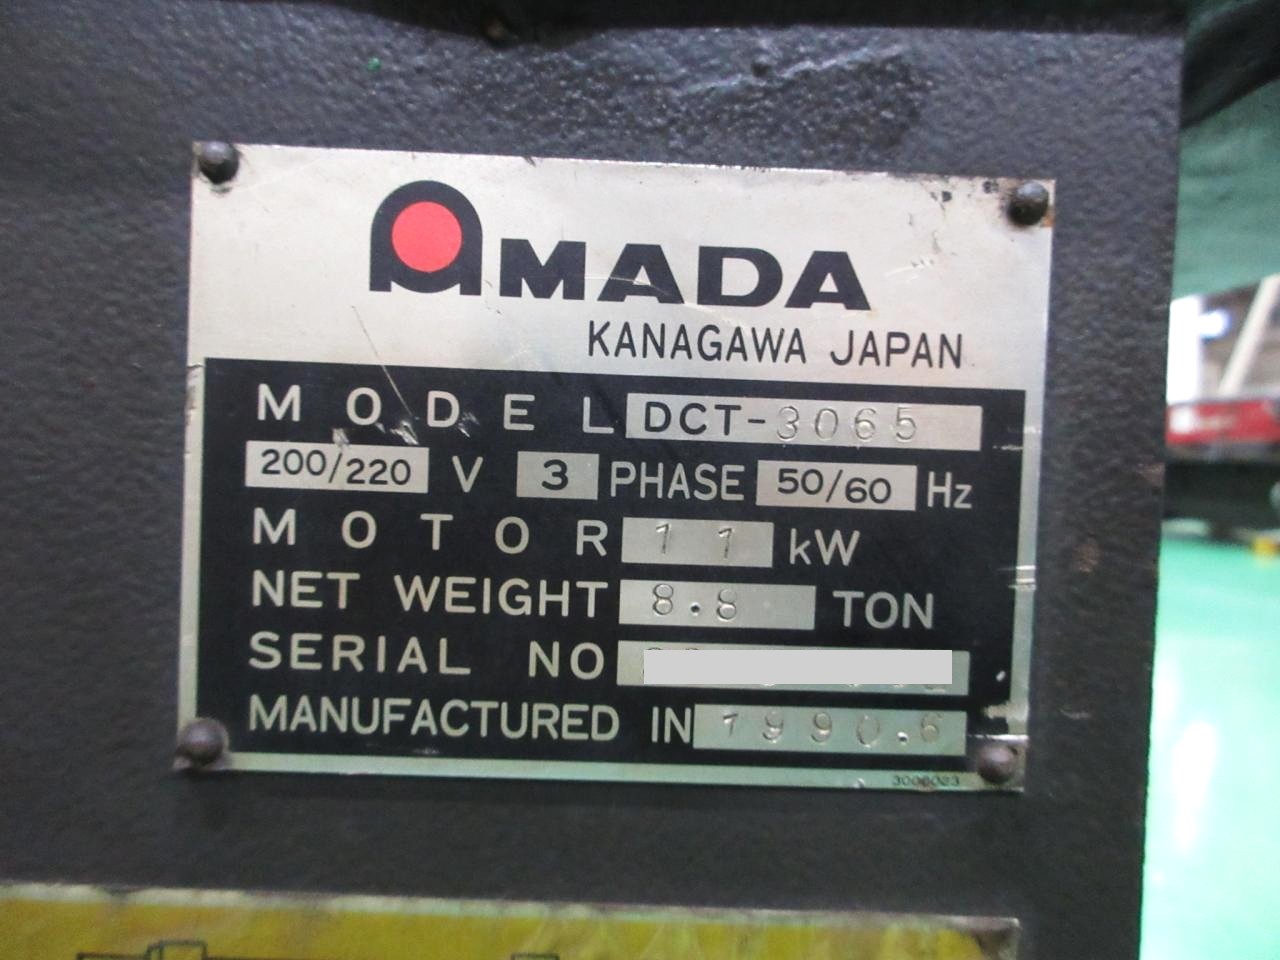 AMADA
KANAGAWA JAPAN
MODEL DCT-3065
200/220 V 3 PHASE 50/60 Hz
MOTOR 11 kW
NET WEIGHT 8.8 TON
SERIAL NO
MANUFACTURED IN 1990.6
3006023